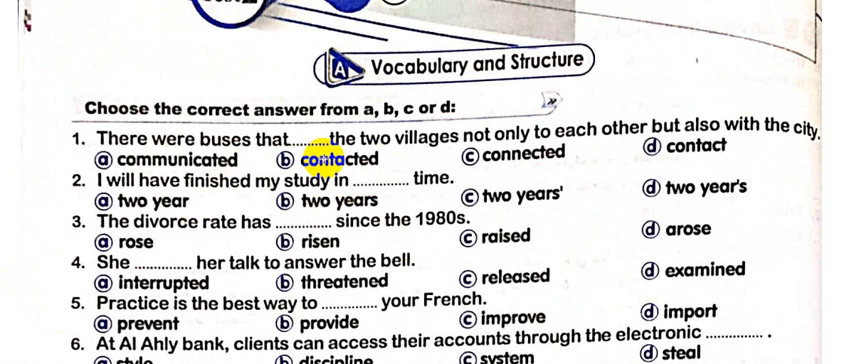 A Vocabulary and Structure
Choose the correct answer from a, b, c or d:
1. There were buses that..........the two villages not only to each other but also with the city.
a communicated b contacted c connected d contact
2. I will have finished my study in .............. time.
a two year b two years c two years' d two year's
3. The divorce rate has .............. since the 1980s.
a rose b risen c raised d arose
4. She .............. her talk to answer the bell.
a interrupted b threatened c released d examined
5. Practice is the best way to .............. your French.
a prevent b provide c improve d import
6. At Al Ahly bank, clients can access their accounts through the electronic .............. .
a style b discipline c system d steal